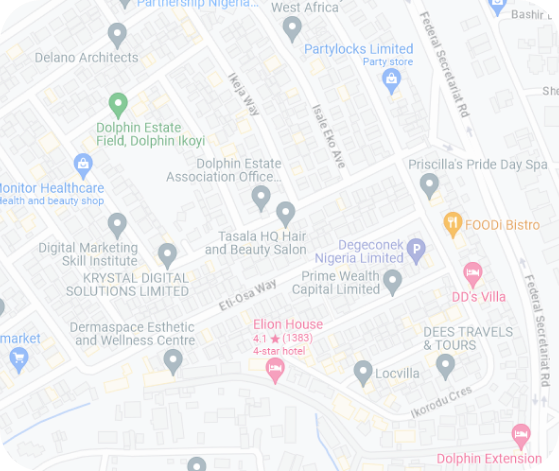 Partnership Nigeria...
West Africa
Bashir
Delano Architects
Partylocks Limited
Party store
Federal Secretariat Rd
Ikeja Way
Isale Eko Ave
She
Dolphin Estate
Field, Dolphin Ikoyi
Dolphin Estate
Association Office...
Priscilla's Pride Day Spa
Monitor Healthcare
Health and beauty shop
FOODi Bistro
Tasala HQ Hair
and Beauty Salon
Digital Marketing
Skill Institute
Degeconek
Nigeria Limited
KRYSTAL DIGITAL
SOLUTIONS LIMITED
Prime Wealth
Capital Limited
DD's Villa
Eti-Osa Way
Federal Secretariat Rd
Elion House
4.1 ★ (1383)
4-star hotel
Dermaspace Esthetic
and Wellness Centre
DEES TRAVELS
& TOURS
market
Locvilla
Ikorodu Cres
Dolphin Extension